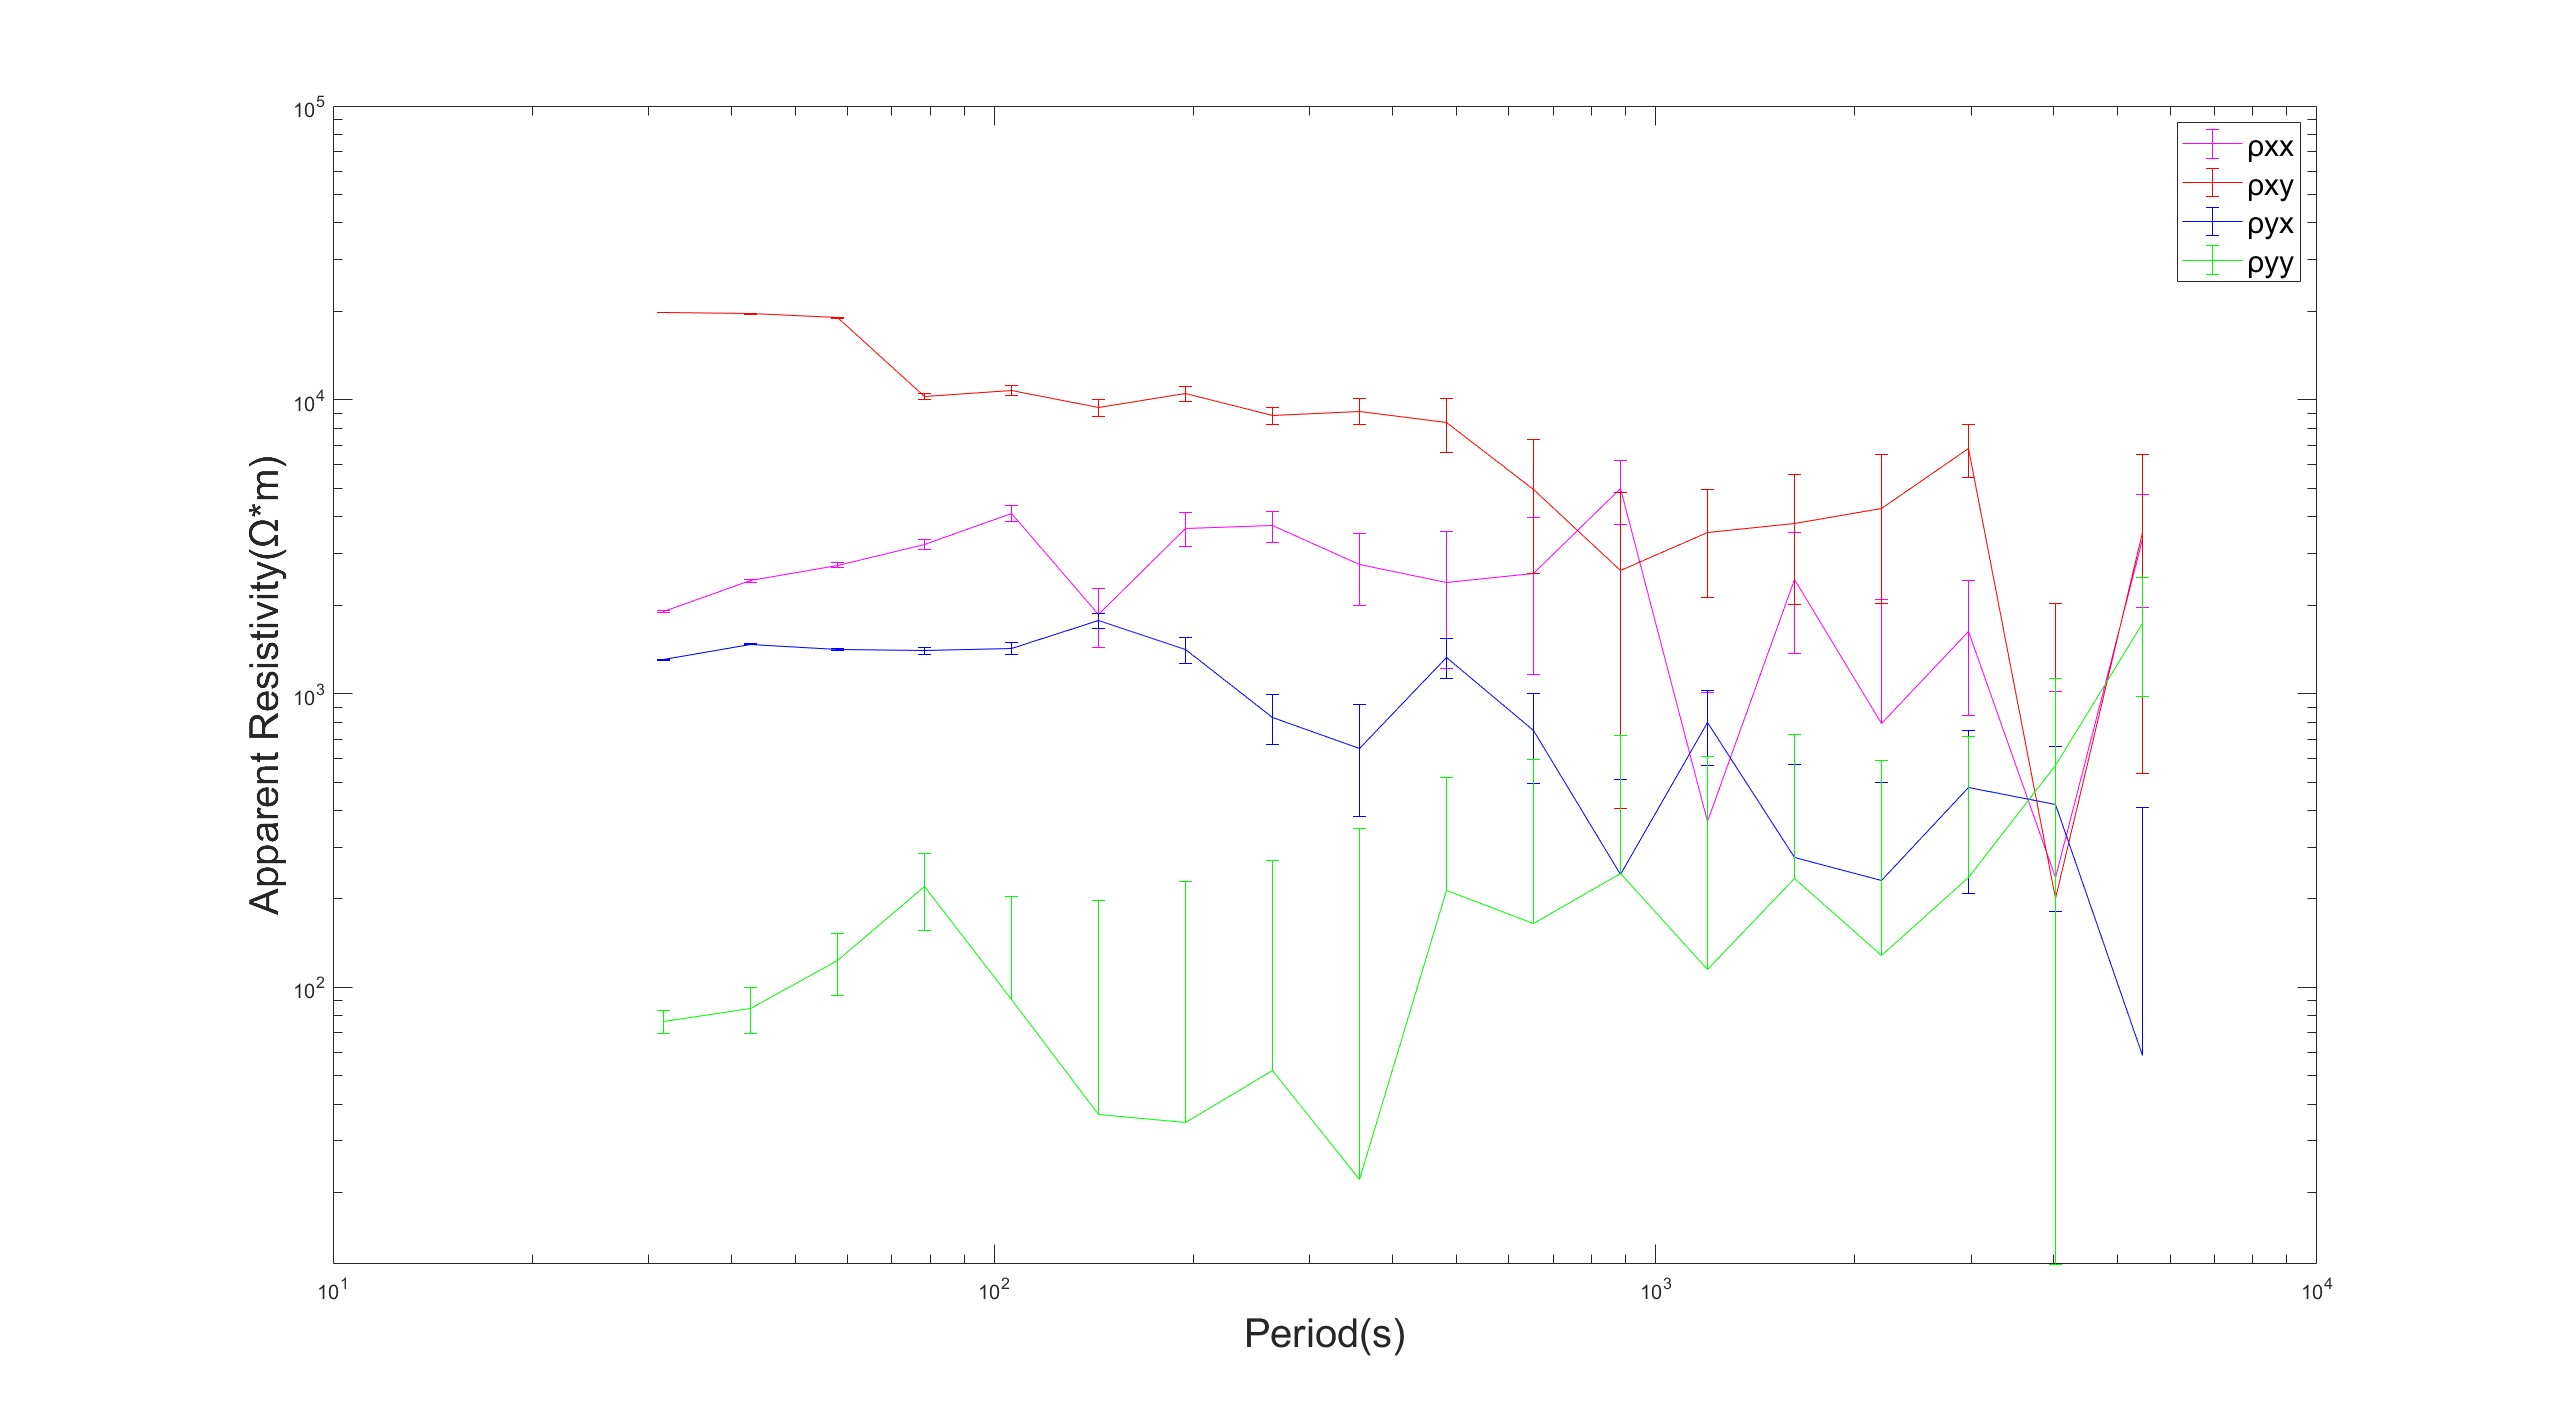 10^5
10^4
10^3
10^2
10^1
10^2
10^3
10^4
Apparent Resistivity(Ω*m)
Period(s)
ρxx
ρxy
ρyx
ρyy